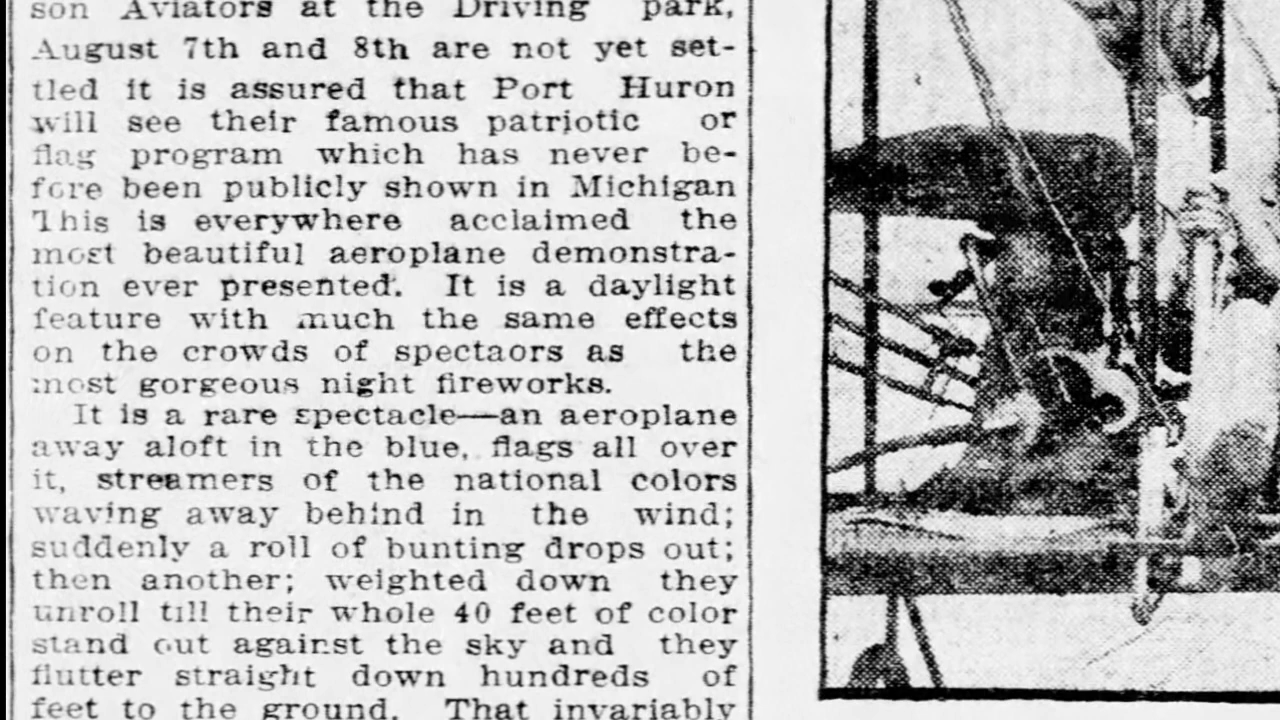 son Aviators at the Driving park,
August 7th and 8th are not yet set-
tled it is assured that Port Huron
will see their famous patriotic or
flag program which has never be-
fore been publicly shown in Michigan
This is everywhere acclaimed the
most beautiful aeroplane demonstra-
tion ever presented. It is a daylight
feature with much the same effects
on the crowds of spectaors as the
most gorgeous night fireworks.
It is a rare spectacle—an aeroplane
away aloft in the blue, flags all over
it, streamers of the national colors
waving away behind in the wind;
suddenly a roll of bunting drops out;
then another; weighted down they
unroll till their whole 40 feet of color
stand out against the sky and they
flutter straight down hundreds of
feet to the ground. That invariably